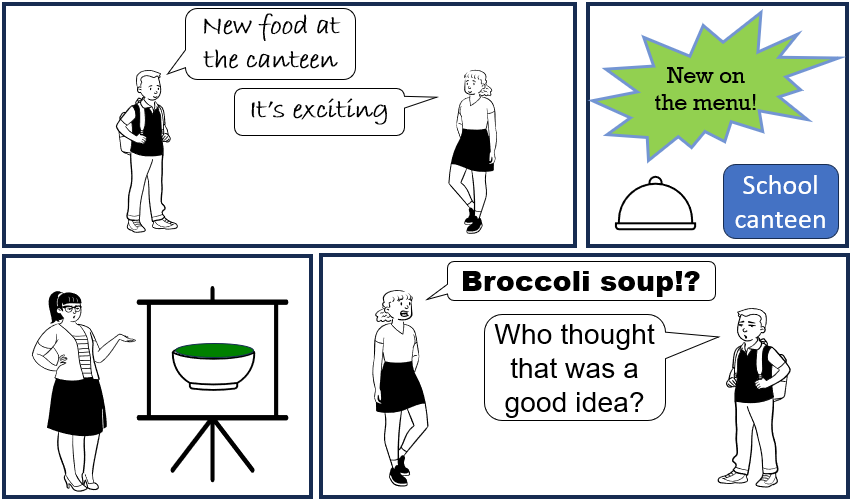 New food at
the canteen
It's exciting
New on
the menu!
School
canteen
Broccoli soup!?
Who thought
that was a
good idea?